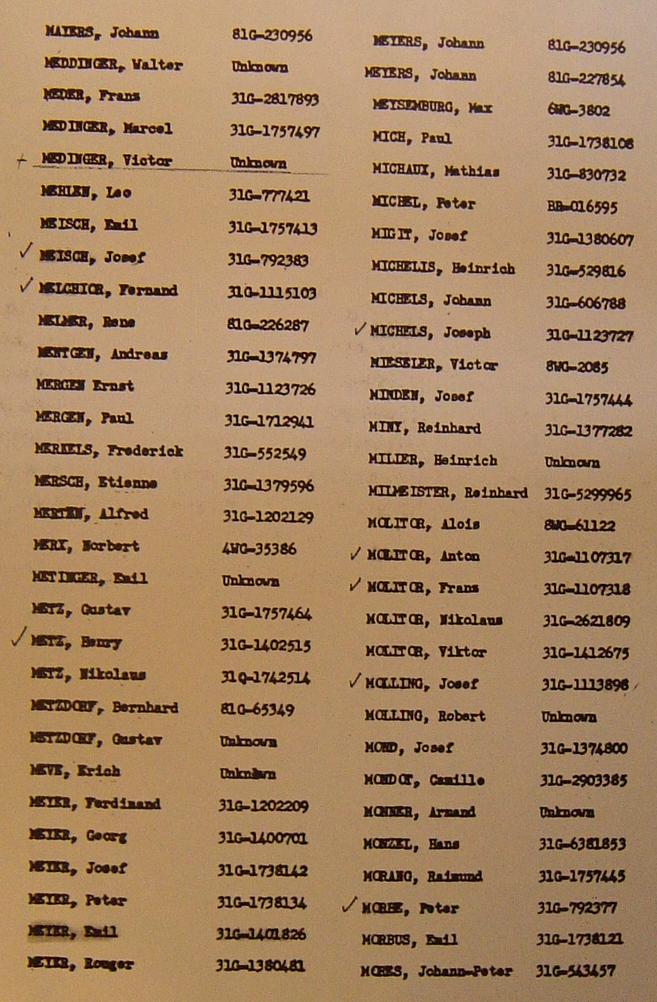 MAYERS, Johann 81G-230956
MEDDINGER, Walter Unknown
MEDER, Frans 31G-2817893
MEDINGER, Marcel 31G-1757497
MEDINGER, Victor Unknown
MEHLEN, Leo 31G-777421
MEISCH, Emil 31G-1757413
MEISCH, Josef 31G-792383
MELCHIOR, Fernand 31G-1115103
MELMER, Rene 81G-226287
MENTGEN, Andreas 31G-1374797
MERGEN Ernst 31G-1123726
MERGEN, Paul 31G-1712941
MERKELS, Frederick 31G-552549
MERSCH, Etienne 31G-1379596
MERTEN, Alfred 31G-1202129
MERX, Norbert 4WG-35386
METINGER, Emil Unknown
METZ, Gustav 31G-1757464
METZ, Henry 31G-1402515
METZ, Nikolaus 31Q-1742514
METZDORF, Bernhard 81G-65349
METZDORF, Gustav Unknown
MEVE, Erich Unknown
MEYER, Ferdinand 31G-1202209
MEYER, Georg 31G-1400701
MEYER, Josef 31G-1738142
MEYER, Peter 31G-1738134
MEYER, Emil 31G-1401826
MEYER, Rouger 31G-1380481
MEYERS, Johann 81G-230956
MEYERS, Johann 81G-227854
MEYSEMBURG, Max 6WG-3802
MICH, Paul 31G-1738108
MICHAUX, Mathias 31G-830732
MICHEL, Peter BB-016595
MIGIT, Josef 31G-1380607
MICHELIS, Heinrich 31G-529816
MICHELS, Johann 31G-606788
MICHELS, Joseph 31G-1123727
MIESELER, Victor 8WG-2085
MINDEN, Josef 31G-1757444
MINY, Reinhard 31G-1377282
MILIER, Heinrich Unknown
MILMEISTER, Reinhard 31G-5299965
MOLITOR, Alois 8WG-61122
MOLITOR, Anton 31G-1107317
MOLITOR, Frans 31G-1107318
MOLITOR, Nikolaus 31G-2621809
MOLITOR, Viktor 31G-1412675
MOLLING, Josef 31G-1113898
MOLLING, Robert Unknown
MOND, Josef 31G-1374800
MONDOT, Camille 31G-2903385
MONNER, Armand Unknown
MONZEL, Hans 31G-6381853
MORANG, Raimund 31G-1757445
MORBE, Peter 31G-792377
MORBUS, Emil 31G-1738121
MORES, Johann-Peter 31G-543457